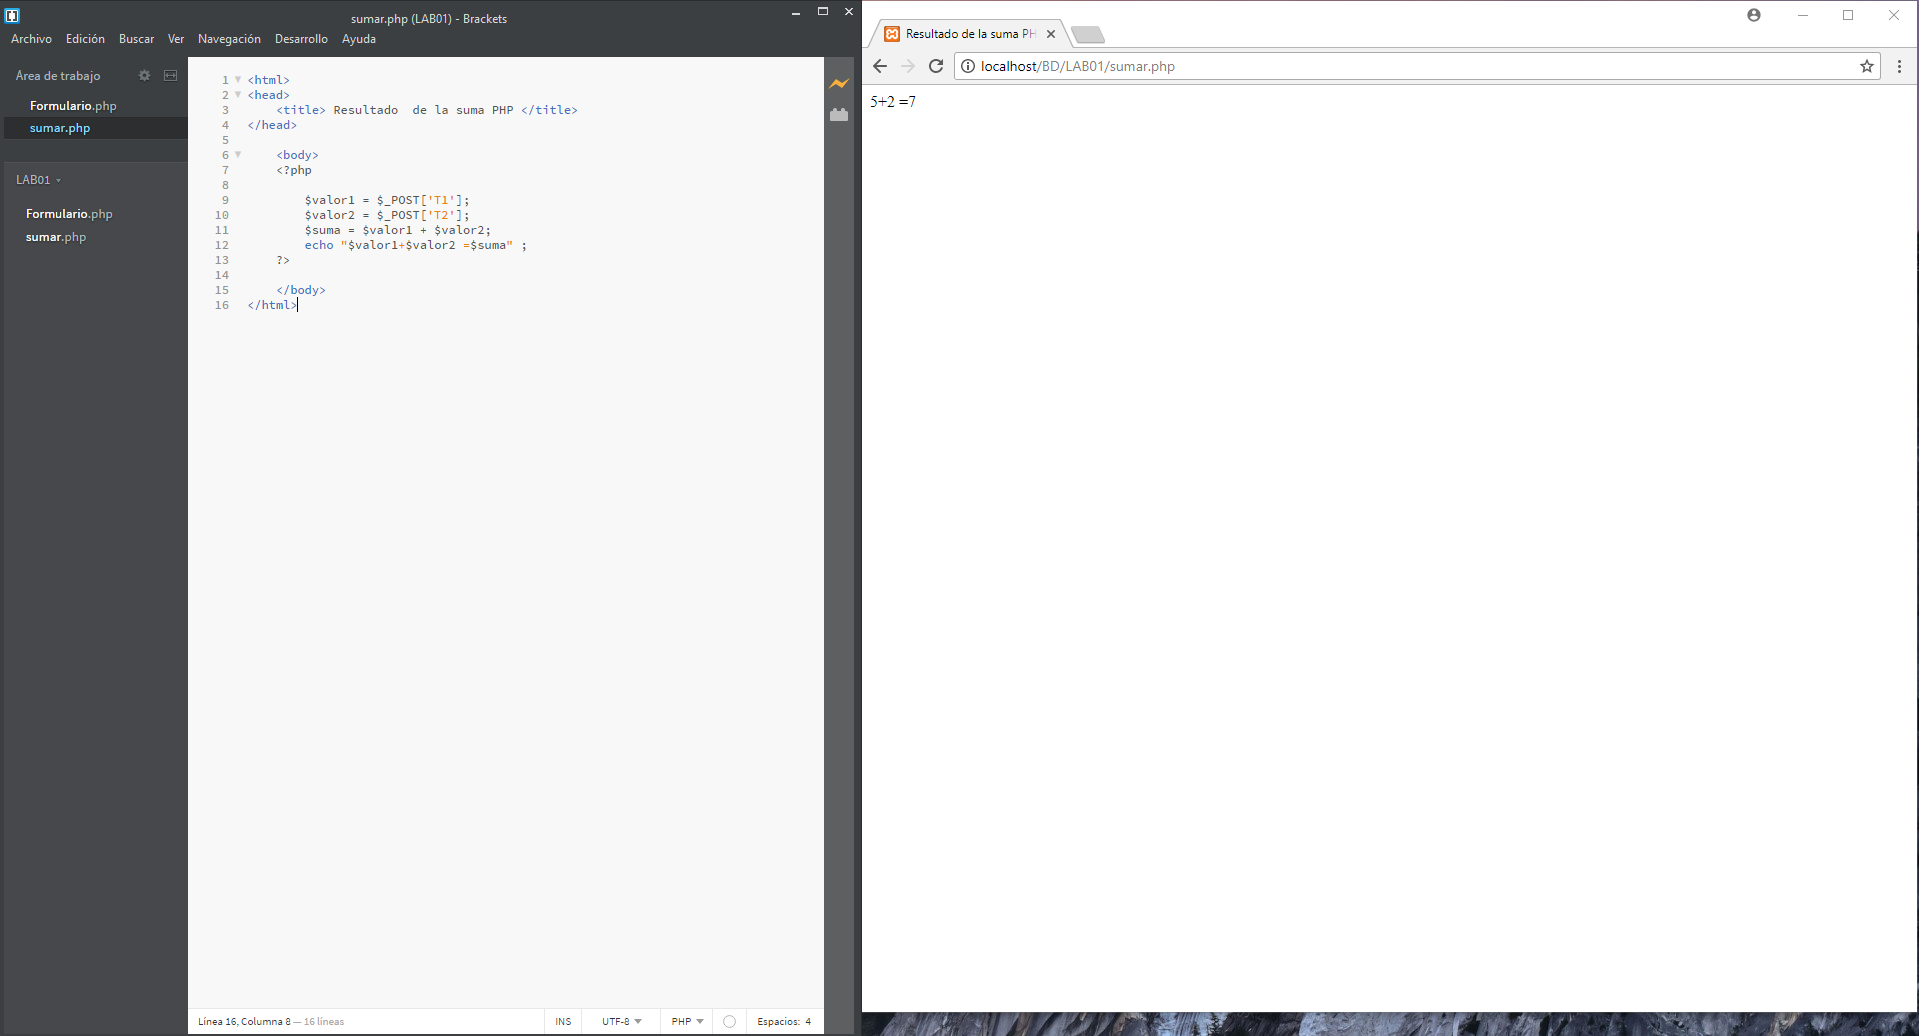 sumar.php (LAB01) - Brackets
Archivo Edición Buscar Ver Navegación Desarrollo Ayuda
Área de trabajo
Formulario.php
sumar.php
LAB01
Formulario.php
sumar.php
1 <html>
2 <head>
3 <title> Resultado  de la suma PHP </title>
4 </head>
5
6 <body>
7 <?php
8
9 $valor1 = $_POST['T1'];
10 $valor2 = $_POST['T2'];
11 $suma = $valor1 + $valor2;
12 echo "$valor1+$valor2 =$suma" ;
13 ?>
14
15 </body>
16 </html>
Línea 16, Columna 8 — 16 líneas INS UTF-8 PHP Espacios: 4
Resultado de la suma PH
localhost/BD/LAB01/sumar.php
5+2 =7